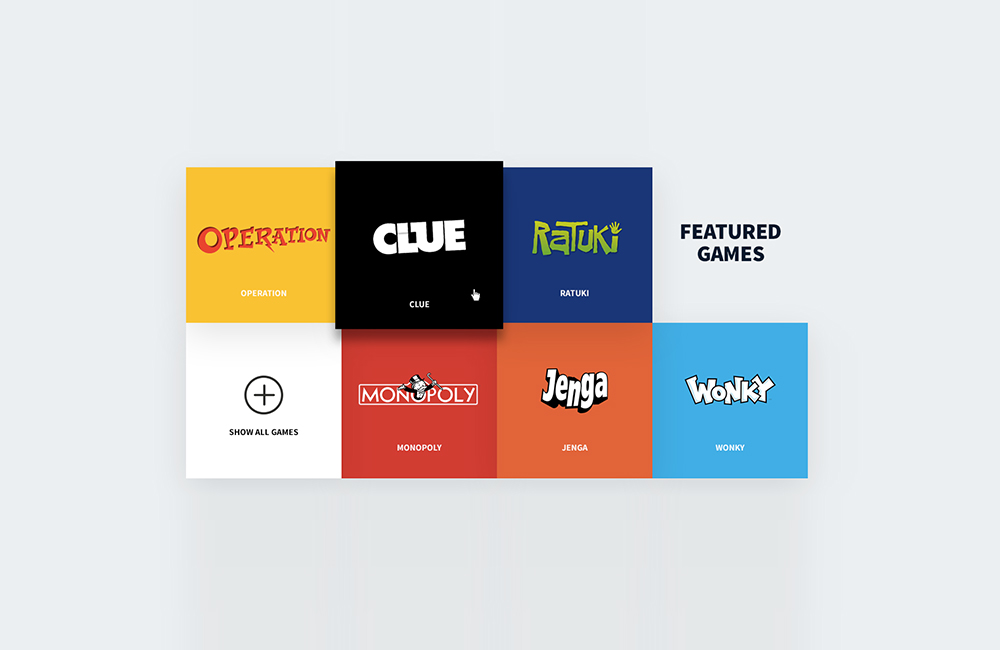 OPERATION
OPERATION
CLUE
CLUE
RATUKI
RATUKI
FEATURED
GAMES
SHOW ALL GAMES
MONOPOLY
MONOPOLY
Jenga
JENGA
WONKY
WONKY